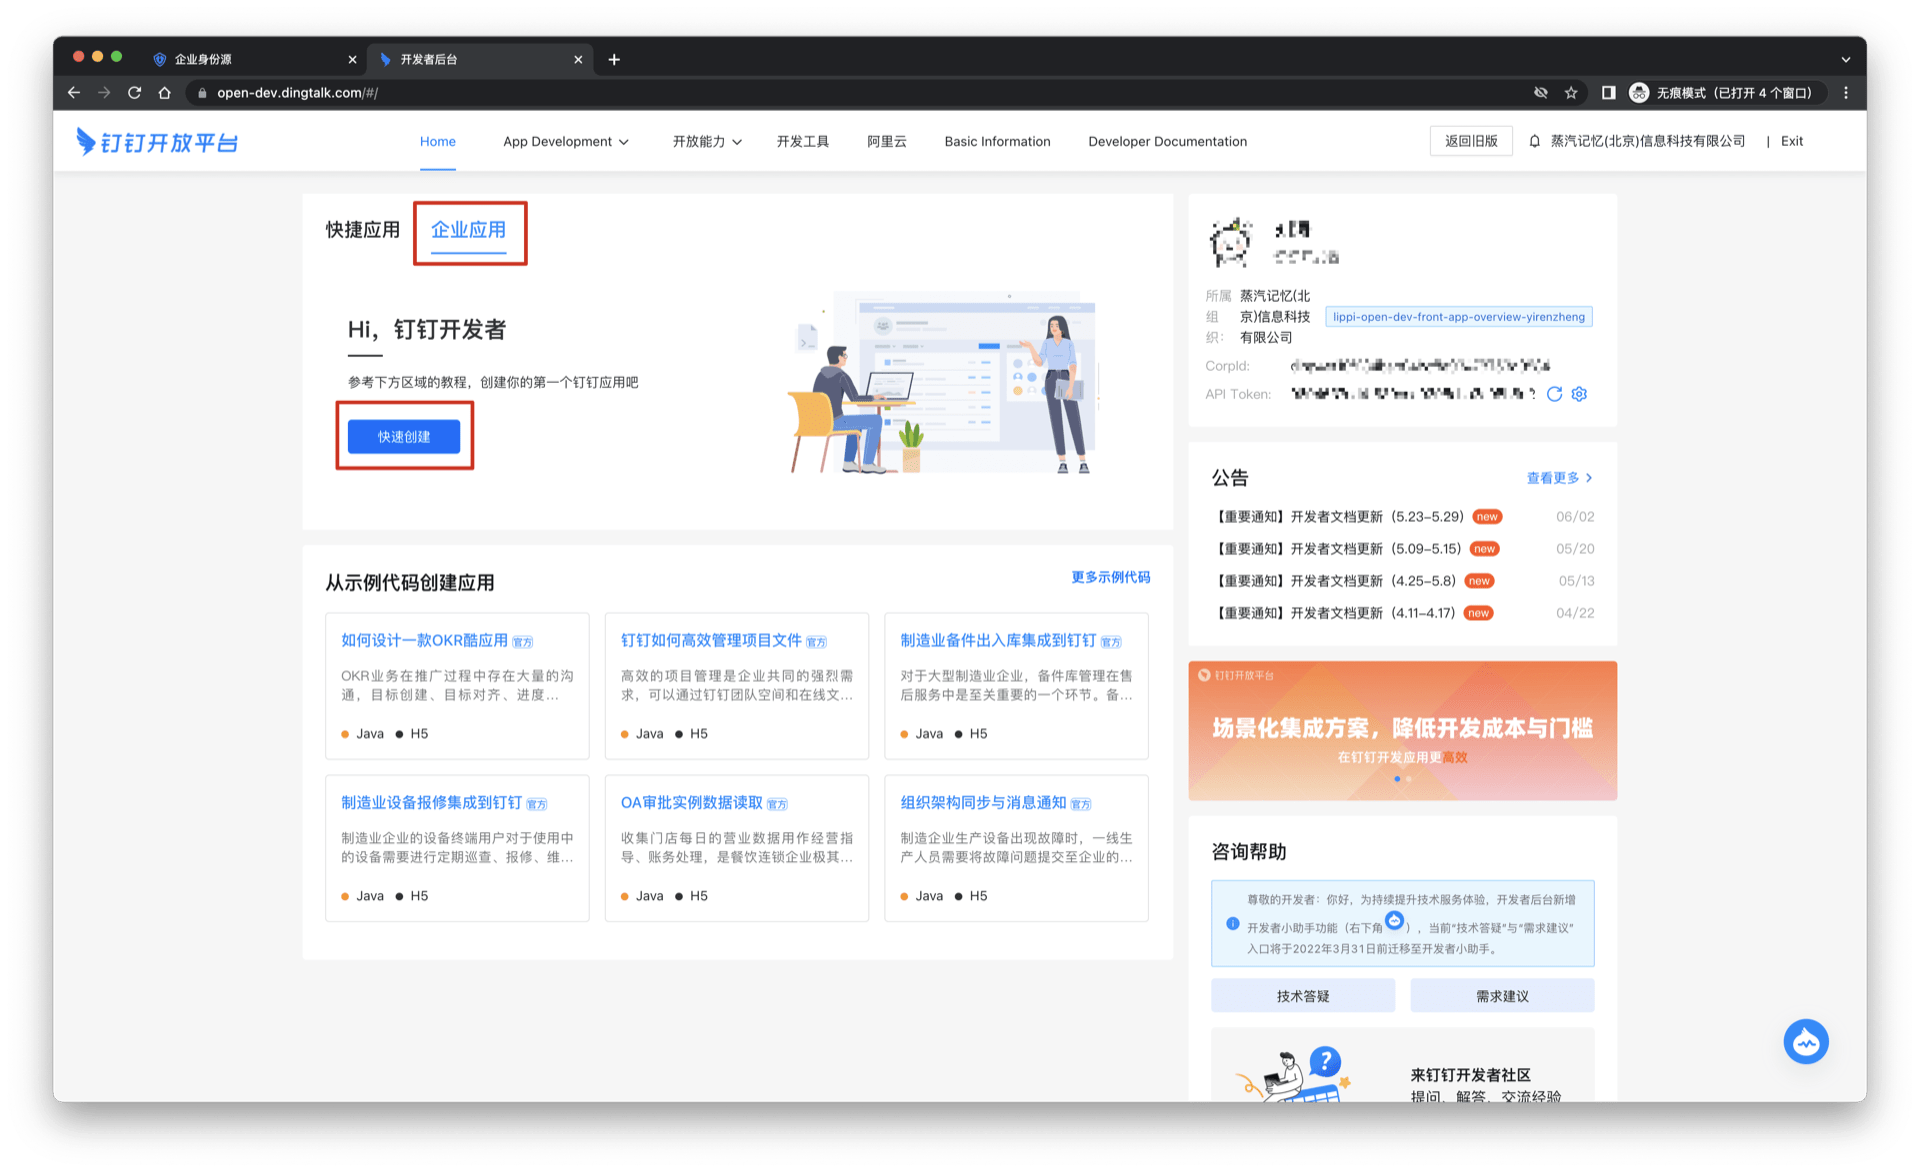 企业身份源
开发者后台
open-dev.dingtalk.com/#/
无痕模式（已打开 4 个窗口）
钉钉开放平台
Home
App Development
开放能力
开发工具
阿里云
Basic Information
Developer Documentation
返回旧版
蒸汽记忆(北京)信息科技有限公司
|
Exit
快捷应用
企业应用
Hi，钉钉开发者
参考下方区域的教程，创建你的第一个钉钉应用吧
快速创建
从示例代码创建应用
更多示例代码
如何设计一款OKR酷应用 官方
OKR业务在推广过程中存在大量的沟
通，目标创建、目标对齐、进度...
Java
H5
钉钉如何高效管理项目文件 官方
高效的项目管理是企业共同的强烈需
求，可以通过钉钉团队空间和在线文...
Java
H5
制造业备件出入库集成到钉钉 官方
对于大型制造业企业，备件库管理在售
后服务中是至关重要的一个环节。备...
Java
H5
制造业设备报修集成到钉钉 官方
制造业企业的设备终端用户对于使用中
的设备需要进行定期巡查、报修、维...
Java
H5
OA审批实例数据读取 官方
收集门店每日的营业数据用作经营指
导、账务处理，是餐饮连锁企业极其...
Java
H5
组织架构同步与消息通知 官方
制造企业生产设备出现故障时，一线生
产人员需要将故障问题提交至企业的...
Java
H5
所属组织：
蒸汽记忆(北
京)信息科技
有限公司
lippi-open-dev-front-app-overview-yirenzheng
CorpId:
API Token:
公告
查看更多
【重要通知】开发者文档更新（5.23-5.29） new 06/02
【重要通知】开发者文档更新（5.09-5.15） new 05/20
【重要通知】开发者文档更新（4.25-5.8） new 05/13
【重要通知】开发者文档更新（4.11-4.17） new 04/22
钉钉开放平台
场景化集成方案，降低开发成本与门槛
在钉钉开发应用更高效
咨询帮助
尊敬的开发者：你好，为持续提升技术服务体验，开发者后台新增
开发者小助手功能（右下角），当前“技术答疑”与“需求建议”
入口将于2022年3月31日前迁移至开发者小助手。
技术答疑
需求建议
来钉钉开发者社区
提问、解答、交流经验